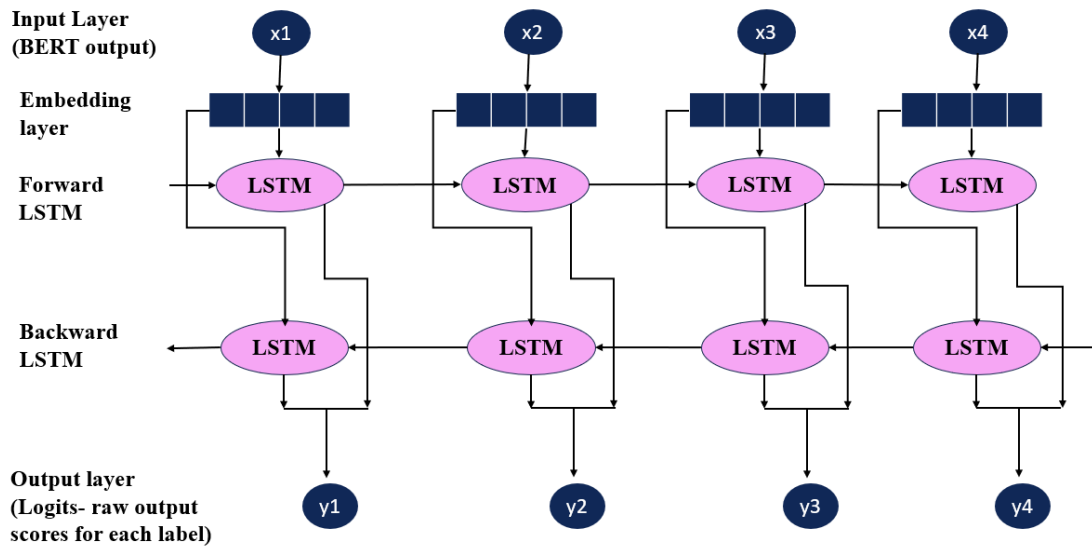 Input Layer
(BERT output)
x1
x2
x3
x4
Embedding
layer
Forward
LSTM
LSTM
LSTM
LSTM
LSTM
Backward
LSTM
LSTM
LSTM
LSTM
LSTM
Output layer
(Logits- raw output
scores for each label)
y1
y2
y3
y4